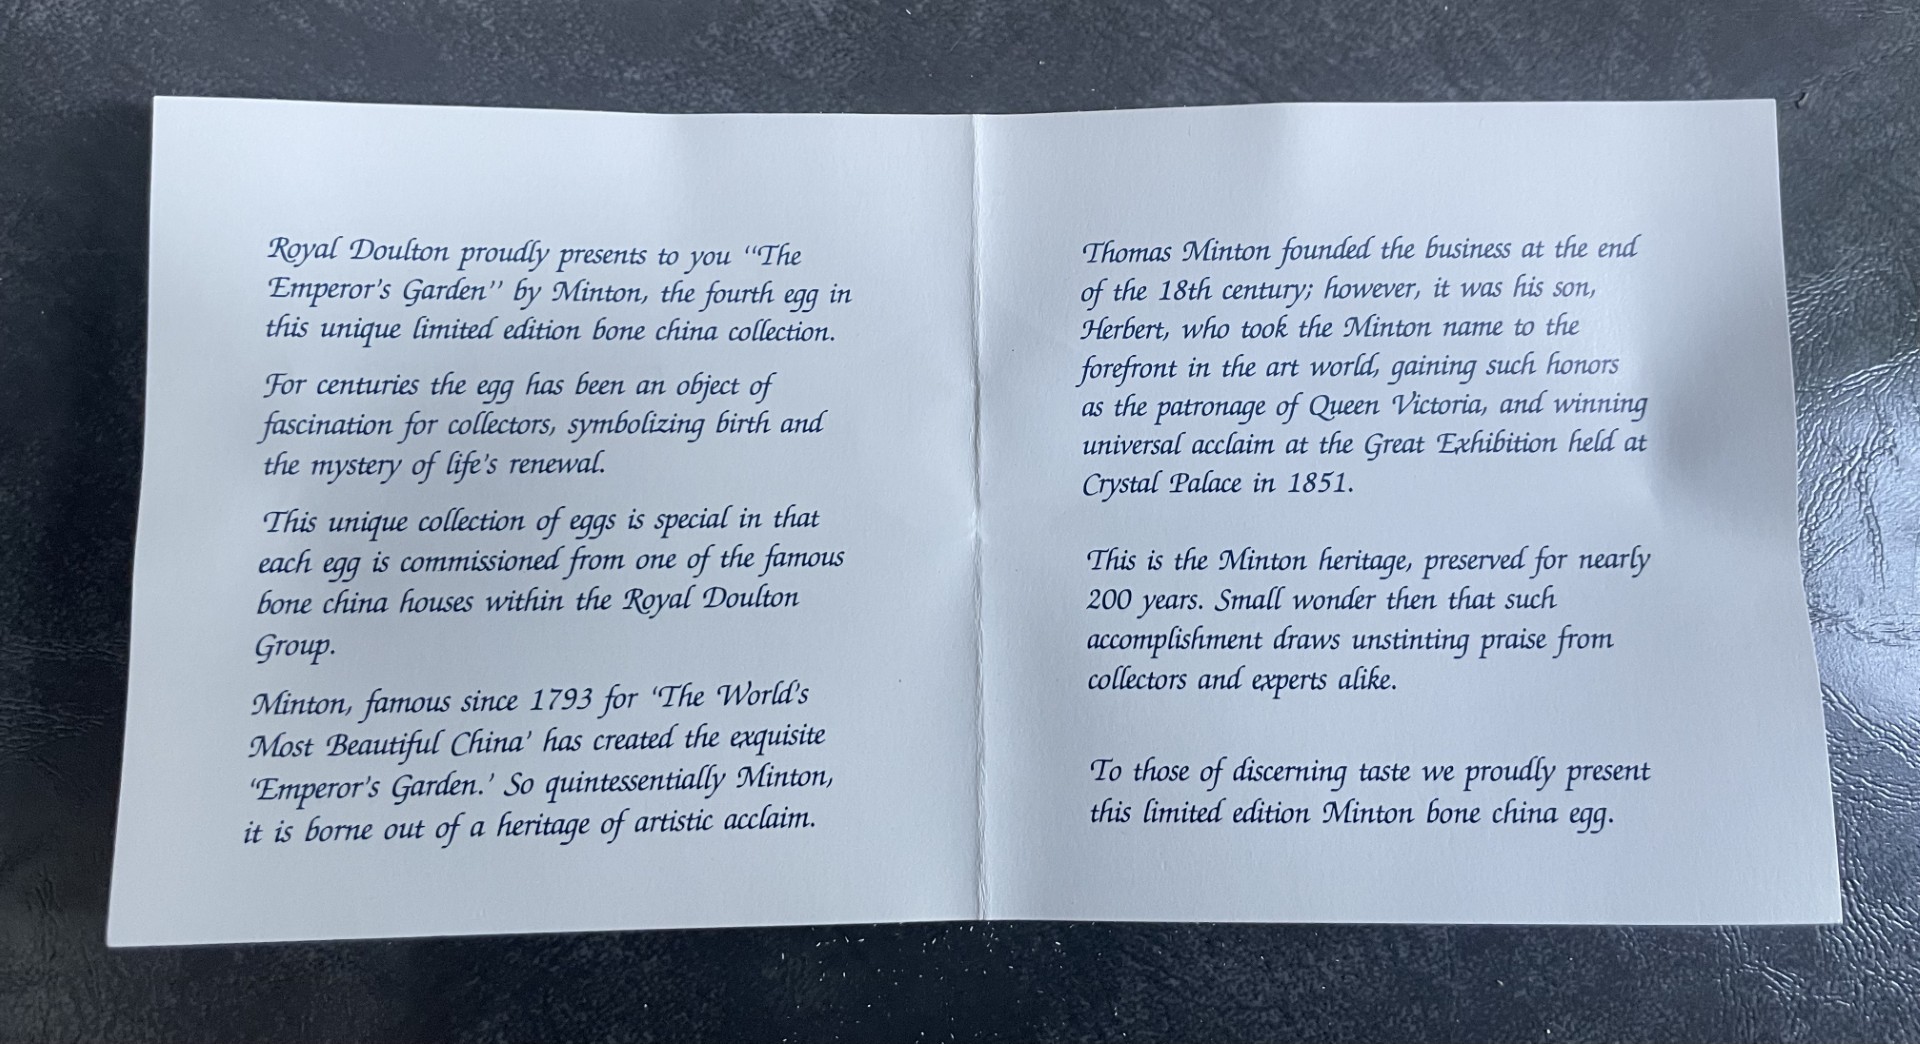 Royal Doulton proudly presents to you "The
Emperor's Garden" by Minton, the fourth egg in
this unique limited edition bone china collection.
For centuries the egg has been an object of
fascination for collectors, symbolizing birth and
the mystery of life's renewal.
This unique collection of eggs is special in that
each egg is commissioned from one of the famous
bone china houses within the Royal Doulton
Group.
Minton, famous since 1793 for 'The World's
Most Beautiful China' has created the exquisite
'Emperor's Garden.' So quintessentially Minton,
it is borne out of a heritage of artistic acclaim.
Thomas Minton founded the business at the end
of the 18th century; however, it was his son,
Herbert, who took the Minton name to the
forefront in the art world, gaining such honors
as the patronage of Queen Victoria, and winning
universal acclaim at the Great Exhibition held at
Crystal Palace in 1851.
This is the Minton heritage, preserved for nearly
200 years. Small wonder then that such
accomplishment draws unstinting praise from
collectors and experts alike.
To those of discerning taste we proudly present
this limited edition Minton bone china egg.